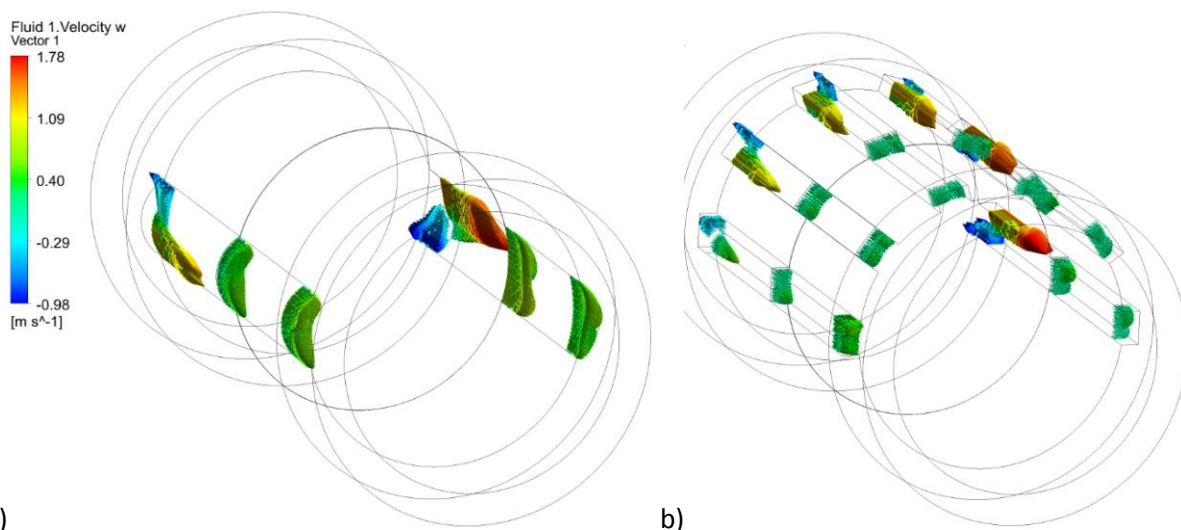 Fluid 1.Velocity w
Vector 1
1.78
1.09
0.40
-0.29
-0.98
[m s^-1]
)
b)